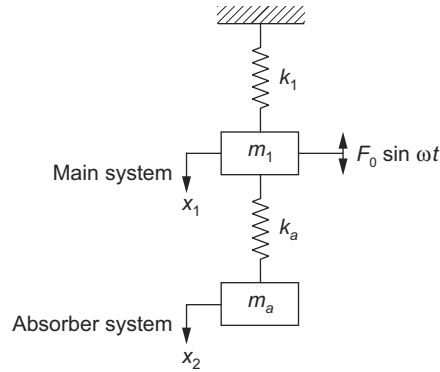 k₁
m₁
F₀ sin ωt
Main system
x₁
kₐ
mₐ
Absorber system
x₂